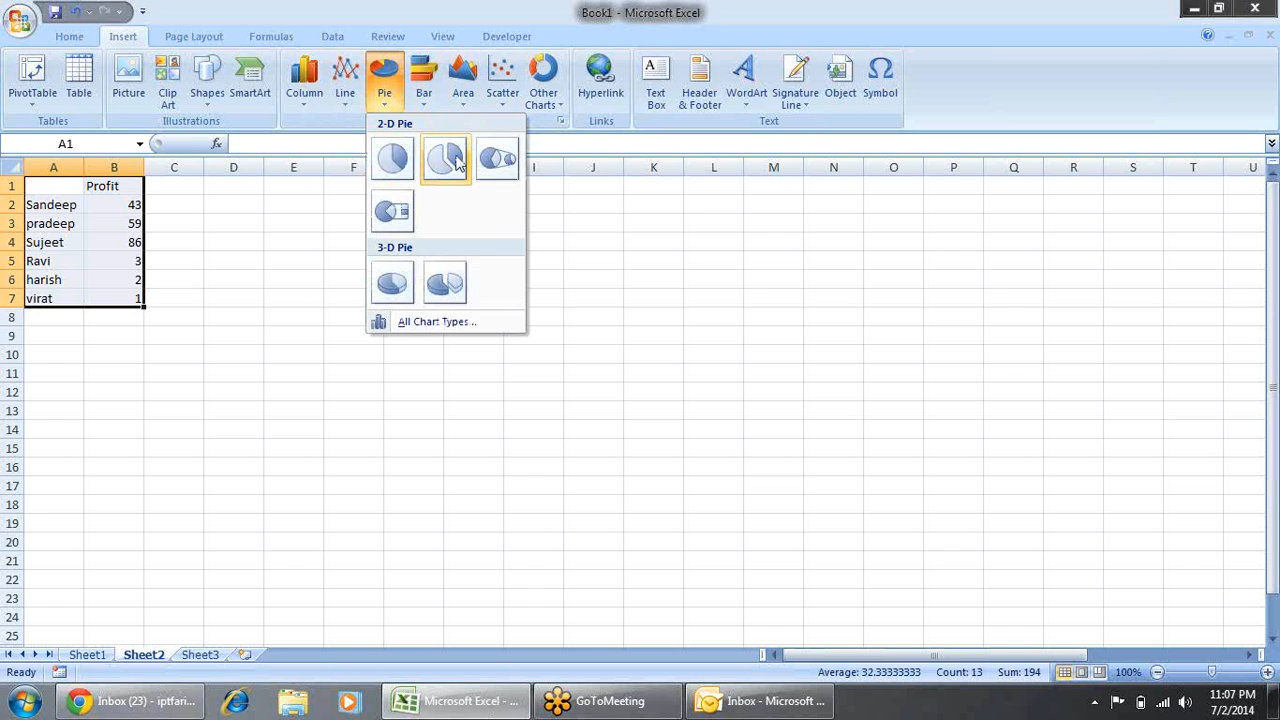 Book1 - Microsoft Excel
Home Insert Page Layout Formulas Data Review View Developer
PivotTable Table Picture Clip Art Shapes SmartArt Column Line Pie Bar Area Scatter Other Charts Hyperlink Text Box Header & Footer WordArt Signature Line Object Symbol
Tables Illustrations Links Text
2-D Pie
3-D Pie
All Chart Types...
A1 fx
A B C D E F I J K L M N O P Q R S T U
1 Profit
2 Sandeep 43
3 pradeep 59
4 Sujeet 86
5 Ravi 3
6 harish 2
7 virat 1
8
9
10
11
12
13
14
15
16
17
18
19
20
21
22
23
24
25
Sheet1 Sheet2 Sheet3
Ready Average: 32.33333333 Count: 13 Sum: 194 100%
Inbox (23) - iptfari... Microsoft Excel - ... GoToMeeting Inbox - Microsoft ... 11:07 PM
7/2/2014